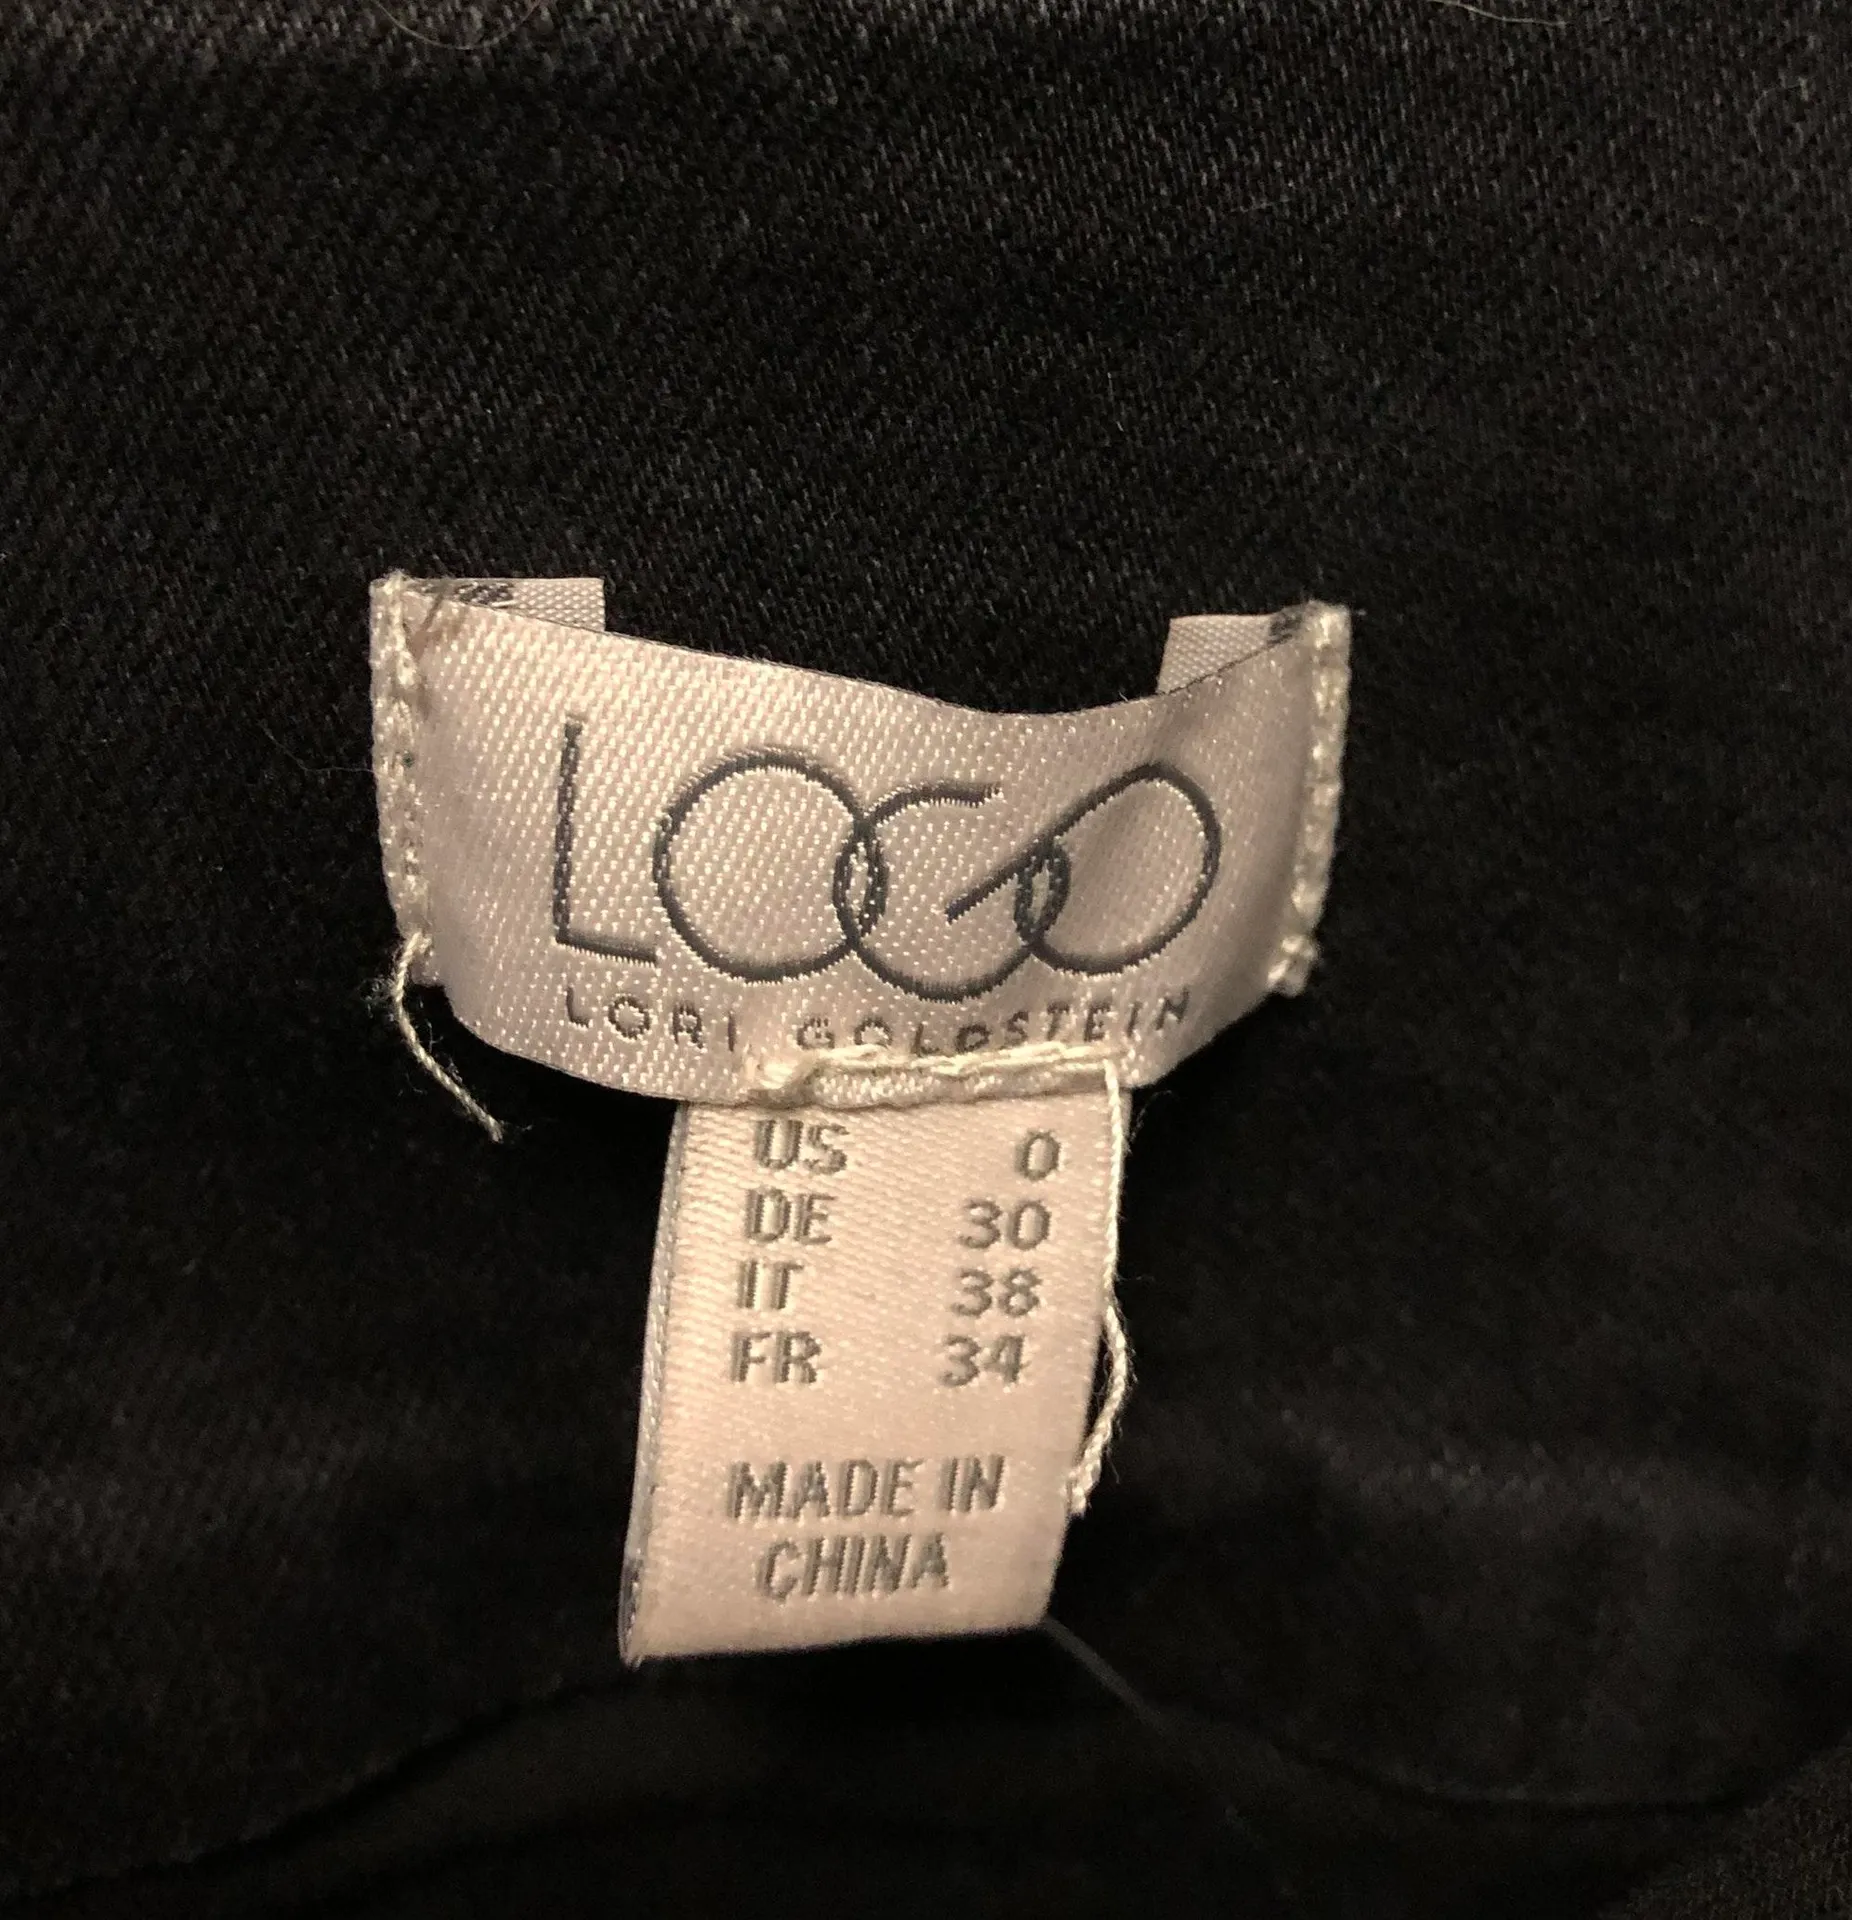 LOGO
LORI GOLDSTEIN
US 0
DE 30
IT 38
FR 34
MADE IN
CHINA